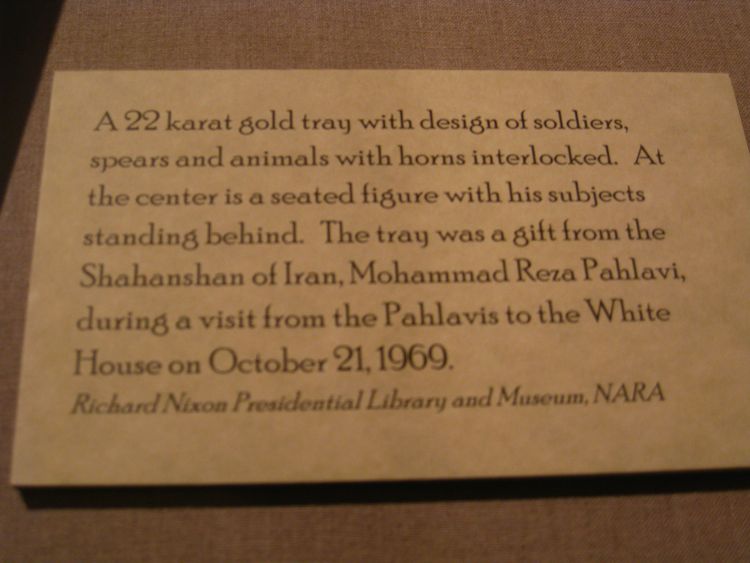 A 22 karat gold tray with design of soldiers,
spears and animals with horns interlocked. At
the center is a seated figure with his subjects
standing behind. The tray was a gift from the
Shahanshan of Iran, Mohammad Reza Pahlavi,
during a visit from the Pahlavis to the White
House on October 21, 1969.
Richard Nixon Presidential Library and Museum, NARA